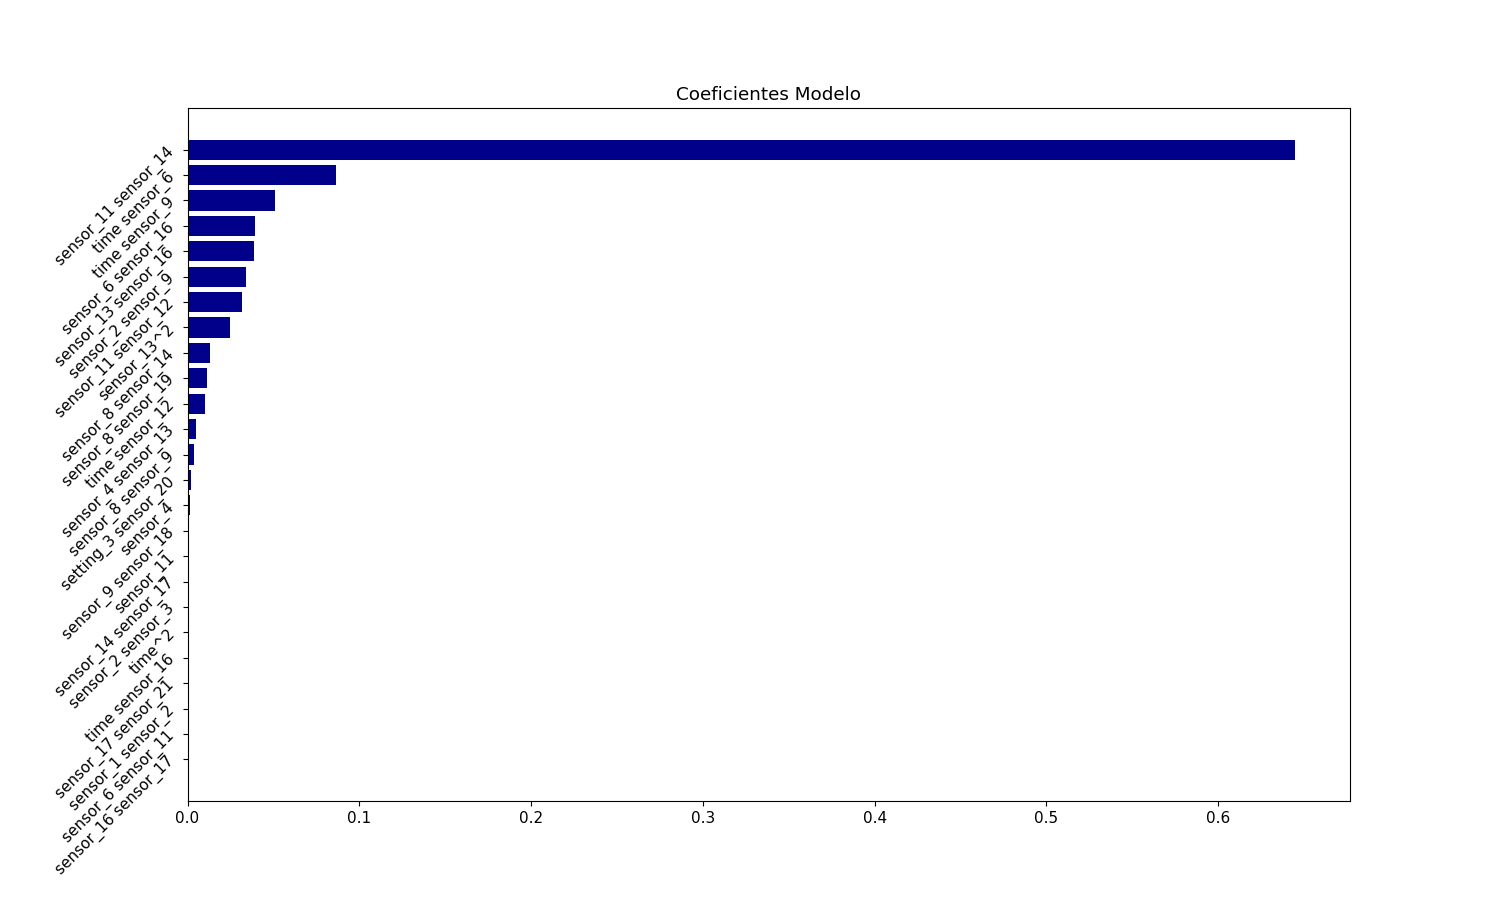 Coeficientes Modelo
sensor_11 sensor_14
time sensor_6
time sensor_9
sensor_6 sensor_16
sensor_13 sensor_16
sensor_2 sensor_9
sensor_11 sensor_12
sensor_13^2
sensor_8 sensor_14
sensor_8 sensor_19
time sensor_12
sensor_4 sensor_13
sensor_8 sensor_9
setting_3 sensor_20
sensor_4
sensor_9 sensor_18
sensor_11
sensor_14 sensor_17
sensor_2 sensor_3
time^2
time sensor_16
sensor_17 sensor_21
sensor_1 sensor_2
sensor_6 sensor_11
sensor_16 sensor_17
0.0 0.1 0.2 0.3 0.4 0.5 0.6